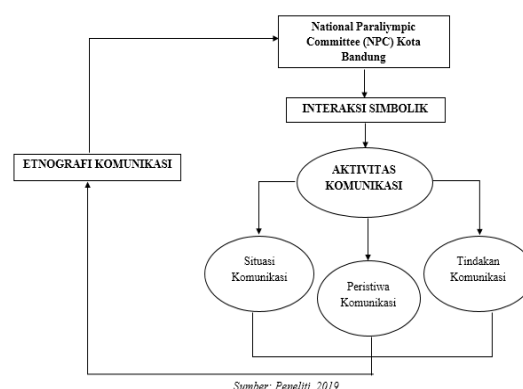 National Paraliympic
Committee (NPC) Kota
Bandung
INTERAKSI SIMBOLIK
ETNOGRAFI KOMUNIKASI
AKTIVITAS
KOMUNIKASI
Situasi
Komunikasi
Peristiwa
Komunikasi
Tindakan
Komunikasi
Sumber: Peneliti, 2019